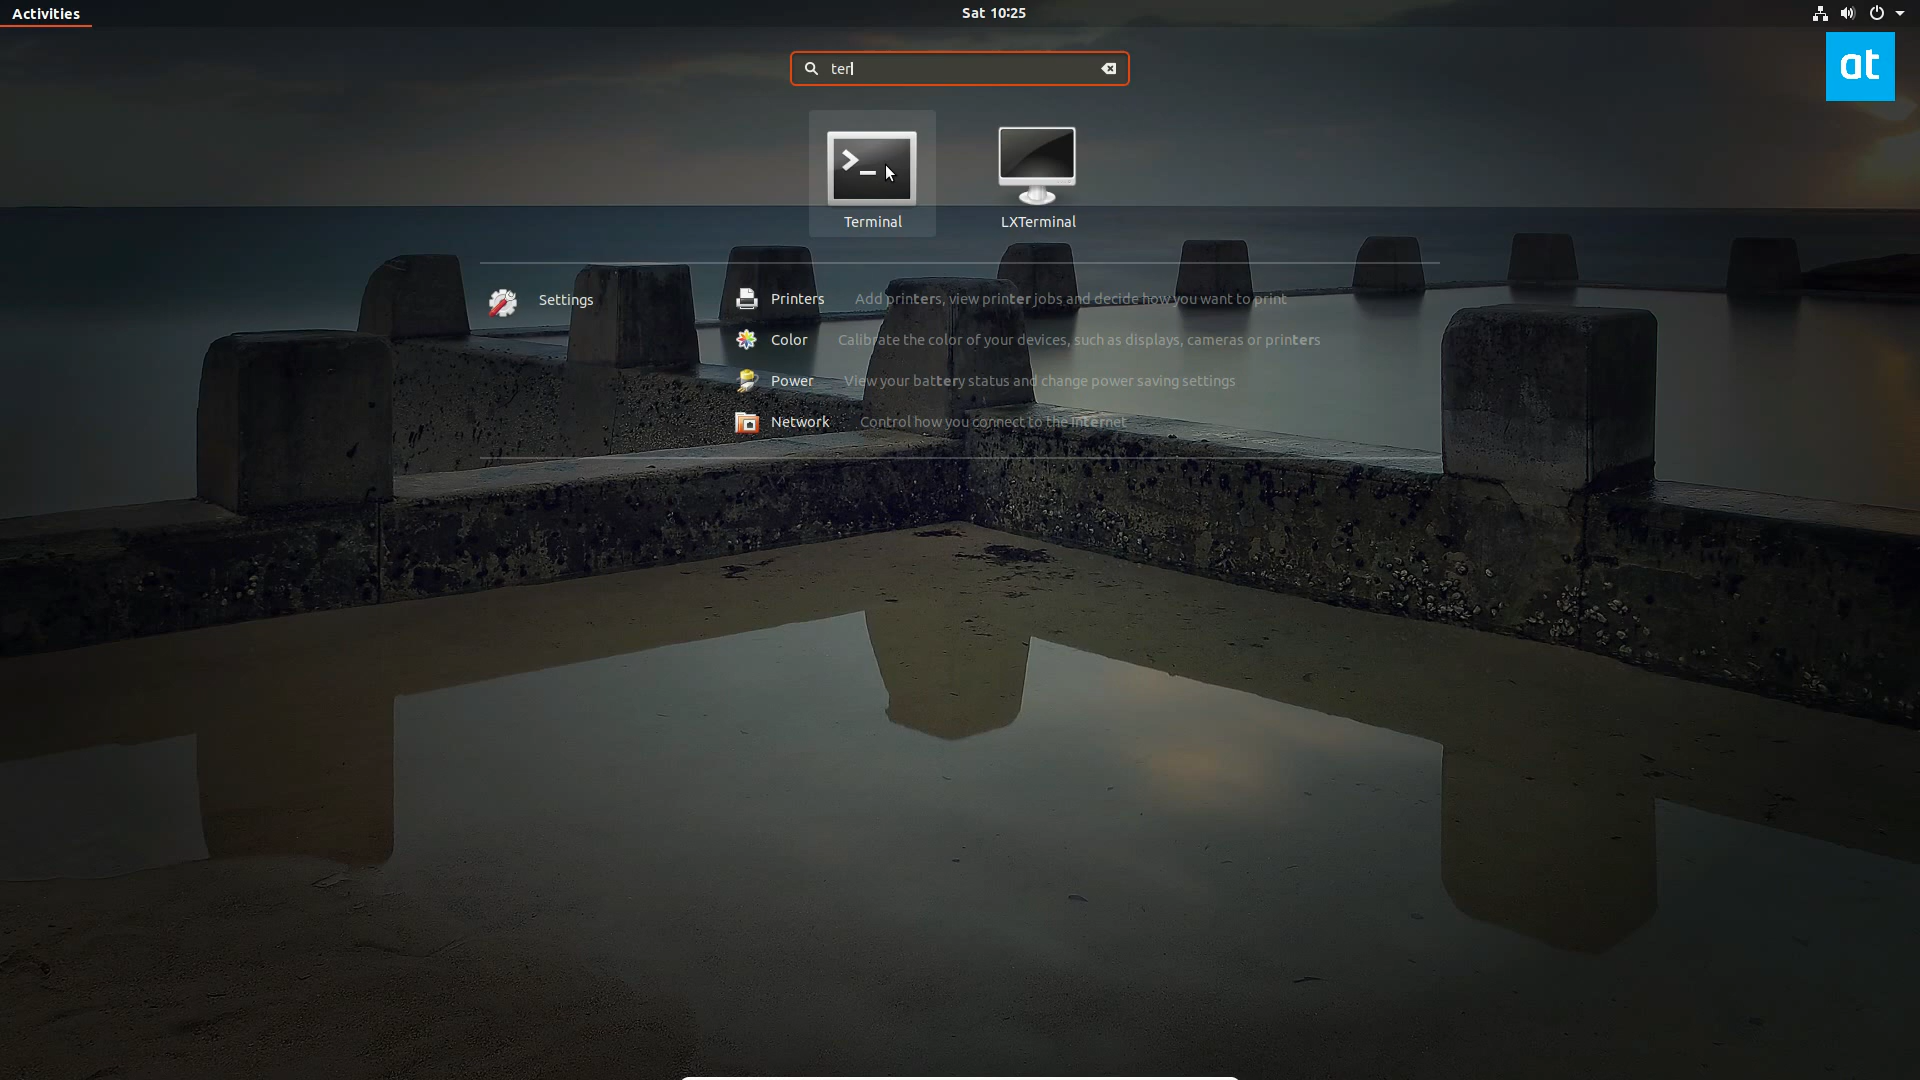 Activities
Sat 10:25
at
ter
Terminal
LXTerminal
Settings
Printers Add printers, view printer jobs and decide how you want to print
Color Calibrate the color of your devices, such as displays, cameras or printers
Power View your battery status and change power saving settings
Network Control how you connect to the Internet